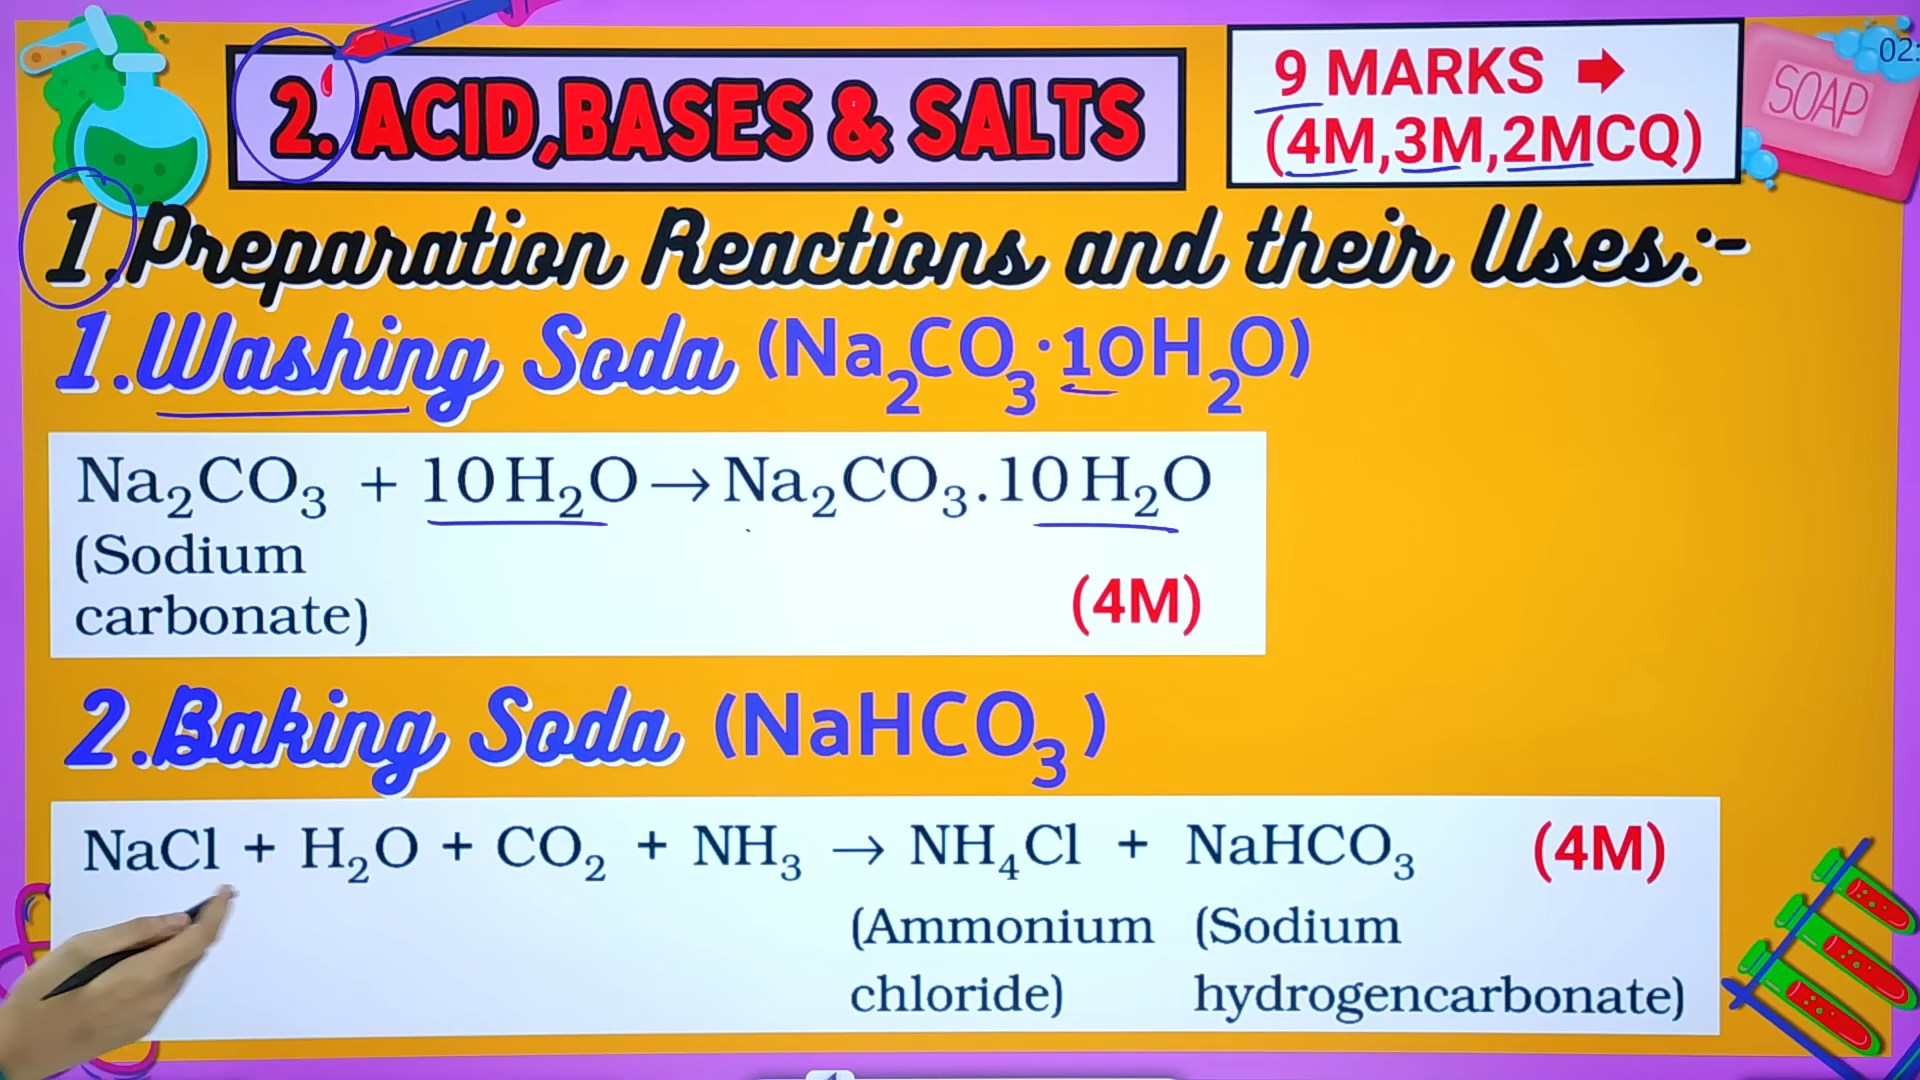 2. ACID,BASES & SALTS
9 MARKS ➡
(4M,3M,2MCQ)
SOAP
02:
1.Preparation Reactions and their Uses:-
1.Washing Soda (Na₂CO₃·10H₂O)
Na₂CO₃ + 10H₂O → Na₂CO₃.10H₂O
(Sodium
carbonate)
(4M)
2.Baking Soda (NaHCO₃)
NaCl + H₂O + CO₂ + NH₃ → NH₄Cl + NaHCO₃ (4M)
(Ammonium (Sodium
chloride) hydrogencarbonate)